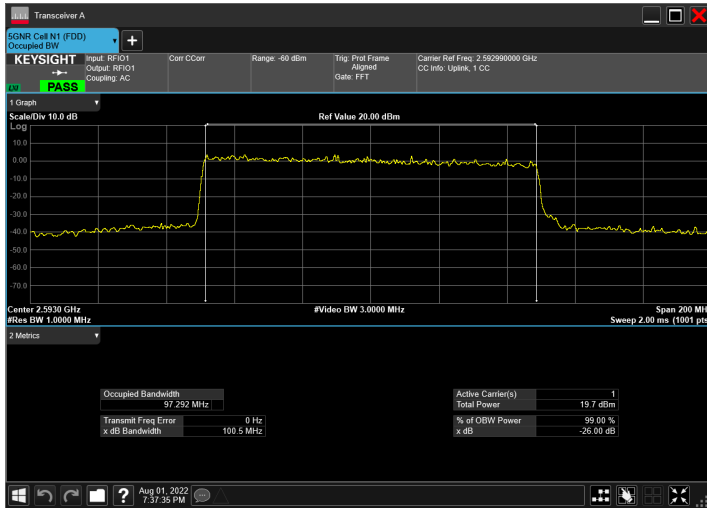 Transceiver A
5GNR Cell N1 (FDD)
Occupied BW
KEYSIGHT
LXI
PASS
Input: RFIO1
Output: RFIO1
Coupling: AC
Corr CCorr
Range: -60 dBm
Trig: Prot Frame
Aligned
Gate: FFT
Carrier Ref Freq: 2.592990000 GHz
CC Info: Uplink, 1 CC
1 Graph
Scale/Div 10.0 dB
Ref Value 20.00 dBm
Log
10.0
0.00
-10.0
-20.0
-30.0
-40.0
-50.0
-60.0
-70.0
Center 2.5930 GHz
#Video BW 3.0000 MHz
Span 200 MH
#Res BW 1.0000 MHz
Sweep 2.00 ms (1001 pts
2 Metrics
Occupied Bandwidth
97.292 MHz
Transmit Freq Error 0 Hz
x dB Bandwidth 100.5 MHz
Active Carrier(s) 1
Total Power 19.7 dBm
% of OBW Power 99.00 %
x dB -26.00 dB
? Aug 01, 2022
7:37:35 PM